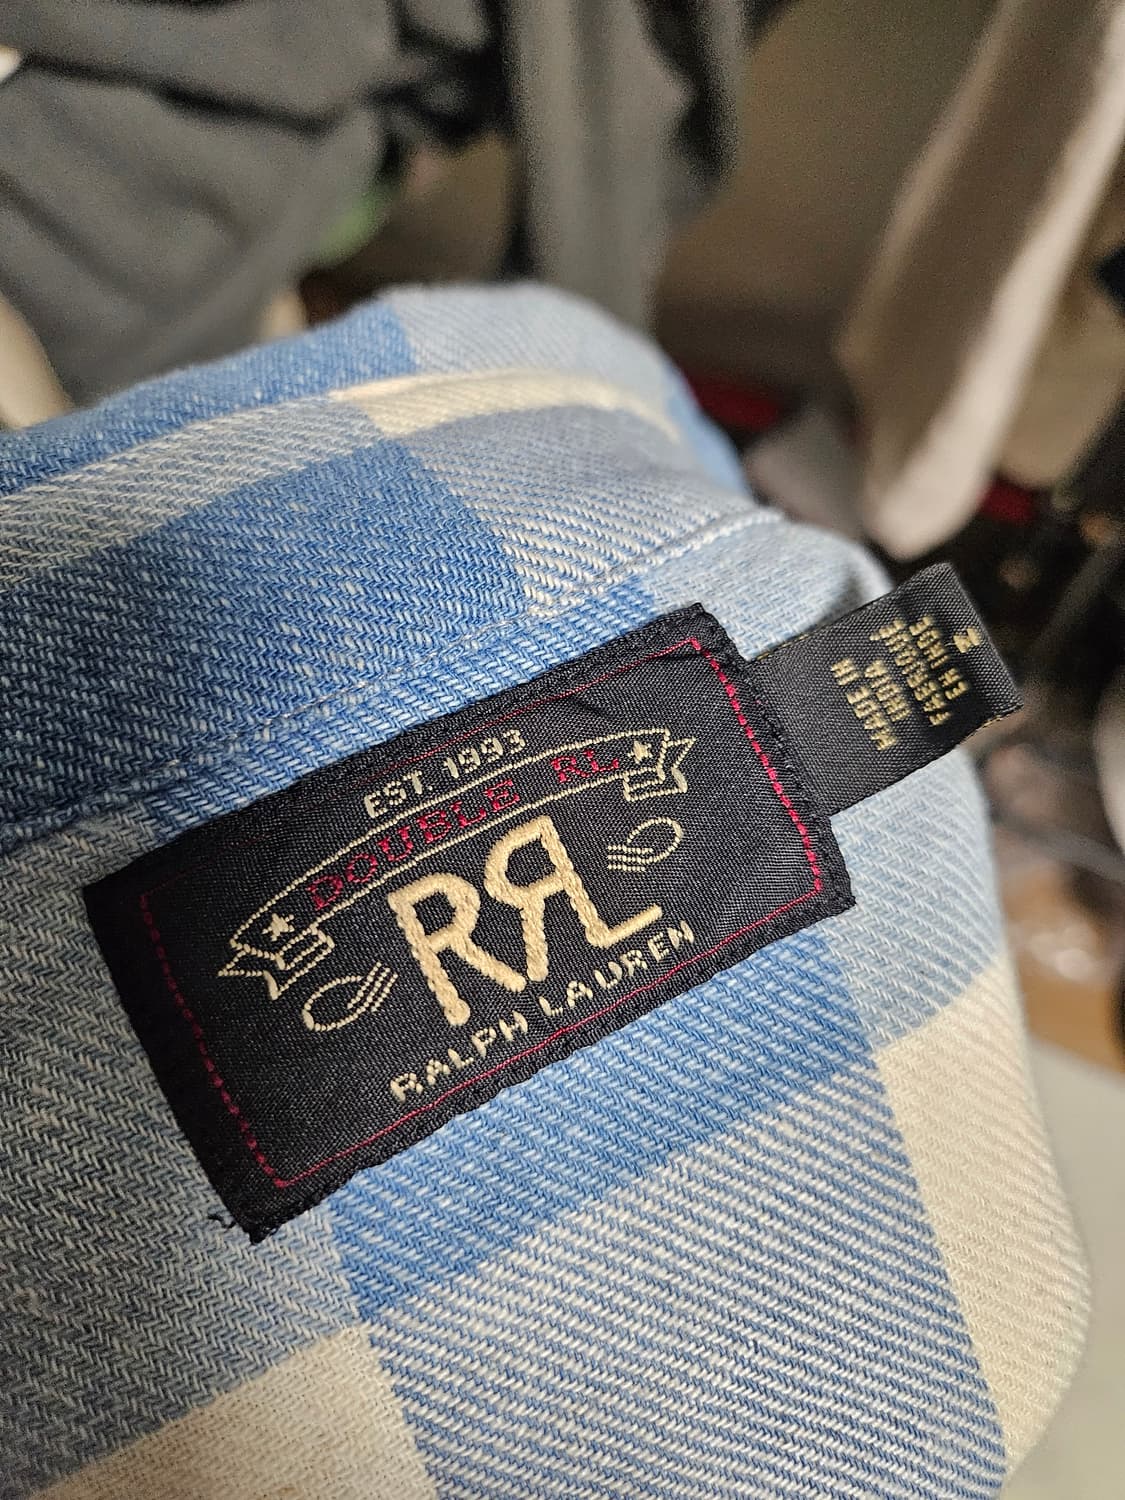 EST. 1993
DOUBLE RL
RRL
RALPH LAUREN
M
MADE IN
INDIA
FABRIQUÉ
EN INDE